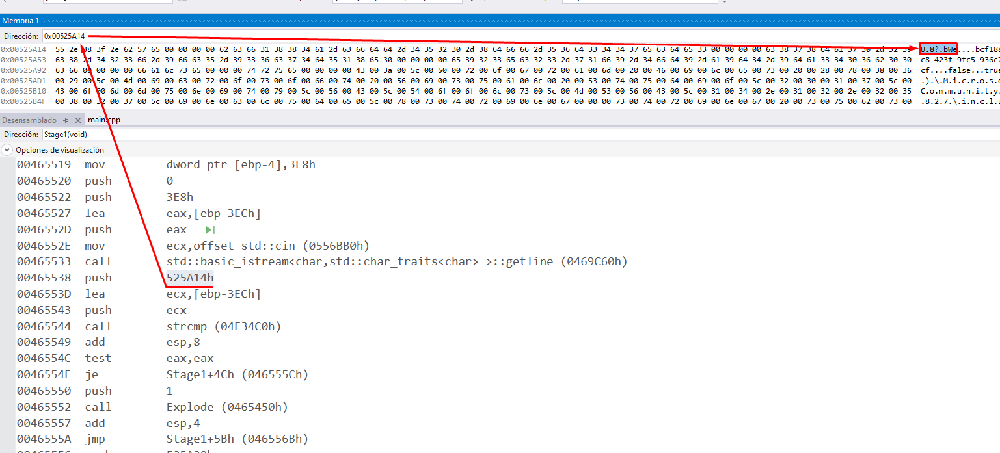 Memoria 1
Dirección: 0x00525A14
0x00525A14 55 2e 38 3f 2e 62 57 65 00 00 00 00 62 63 66 31 38 38 34 61 2d 63 66 64 64 2d 34 35 32 30 2d 38 64 66 66 2d 35 36 64 33 34 34 37 65 63 64 65 33 00 00 00 00 63 38 37 38 64 61 37 30 2d 32 39 U.8?.bWe....bcf188
0x00525A53 63 38 2d 34 32 33 66 2d 39 66 63 35 2d 39 33 36 63 37 34 64 35 31 38 65 30 00 00 00 00 65 33 65 63 32 33 2d 37 31 66 39 2d 34 66 64 39 2d 61 39 64 2d 39 64 61 33 34 30 36 62 30 30 c8-423f-9fc5-936c7
0x00525A92 63 66 00 00 00 00 66 61 6c 73 65 00 00 00 74 72 75 65 00 00 00 00 43 00 3a 00 5c 00 50 00 72 00 6f 00 67 00 72 00 61 00 6d 00 20 00 46 00 69 00 6c 00 65 00 73 00 20 00 28 00 78 00 38 00 36 cf....false...true
0x00525AD1 00 29 00 5c 00 4d 00 69 00 63 00 72 00 6f 00 73 00 6f 00 66 00 74 00 20 00 56 00 69 00 73 00 75 00 61 00 6c 00 20 00 53 00 74 00 75 00 64 00 69 00 6f 00 5c 00 32 00 30 00 31 00 37 00 5c 00 .).\.M.i.c.r.o.s.o
0x00525B10 43 00 6f 00 6d 00 6d 00 75 00 6e 00 69 00 74 00 79 00 5c 00 56 00 43 00 5c 00 54 00 6f 00 6f 00 6c 00 73 00 5c 00 4d 00 53 00 56 00 43 00 5c 00 31 00 34 00 2e 00 31 00 32 00 2e 00 32 00 35 C.o.m.m.u.n.i.t.y.
0x00525B4F 00 38 00 32 00 37 00 5c 00 69 00 6e 00 63 00 6c 00 75 00 64 00 65 00 5c 00 78 00 73 00 74 00 72 00 69 00 6e 00 67 00 00 00 73 00 74 00 72 00 69 00 6e 00 67 00 20 00 73 00 75 00 62 00 73 00 .8.2.7.\.i.n.c.l.u
Desensamblado main.cpp
Dirección: Stage1(void)
Opciones de visualización
00465519 mov dword ptr [ebp-4],3E8h
00465520 push 0
00465522 push 3E8h
00465527 lea eax,[ebp-3ECh]
0046552D push eax
0046552E mov ecx,offset std::cin (0556BB0h)
00465533 call std::basic_istream<char,std::char_traits<char> >::getline (0469C60h)
00465538 push 525A14h
0046553D lea ecx,[ebp-3ECh]
00465543 push ecx
00465544 call strcmp (04E34C0h)
00465549 add esp,8
0046554C test eax,eax
0046554E je Stage1+4Ch (046555Ch)
00465550 push 1
00465552 call Explode (0465450h)
00465557 add esp,4
0046555A jmp Stage1+5Bh (046556Bh)